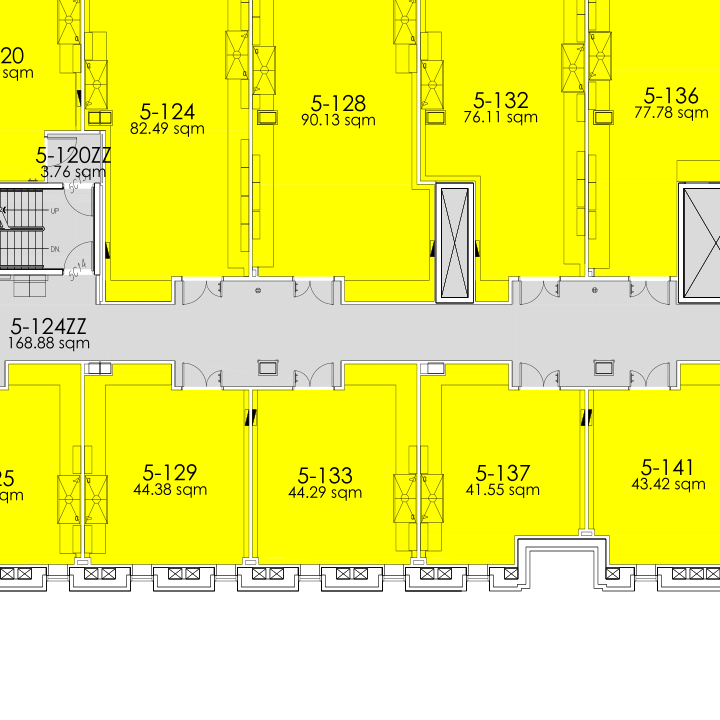 20
sqm
5-124
82.49 sqm
5-128
90.13 sqm
5-132
76.11 sqm
5-136
77.78 sqm
5-120ZZ
3.76 sqm
UP
DN.
5-124ZZ
168.88 sqm
25
sqm
5-129
44.38 sqm
5-133
44.29 sqm
5-137
41.55 sqm
5-141
43.42 sqm